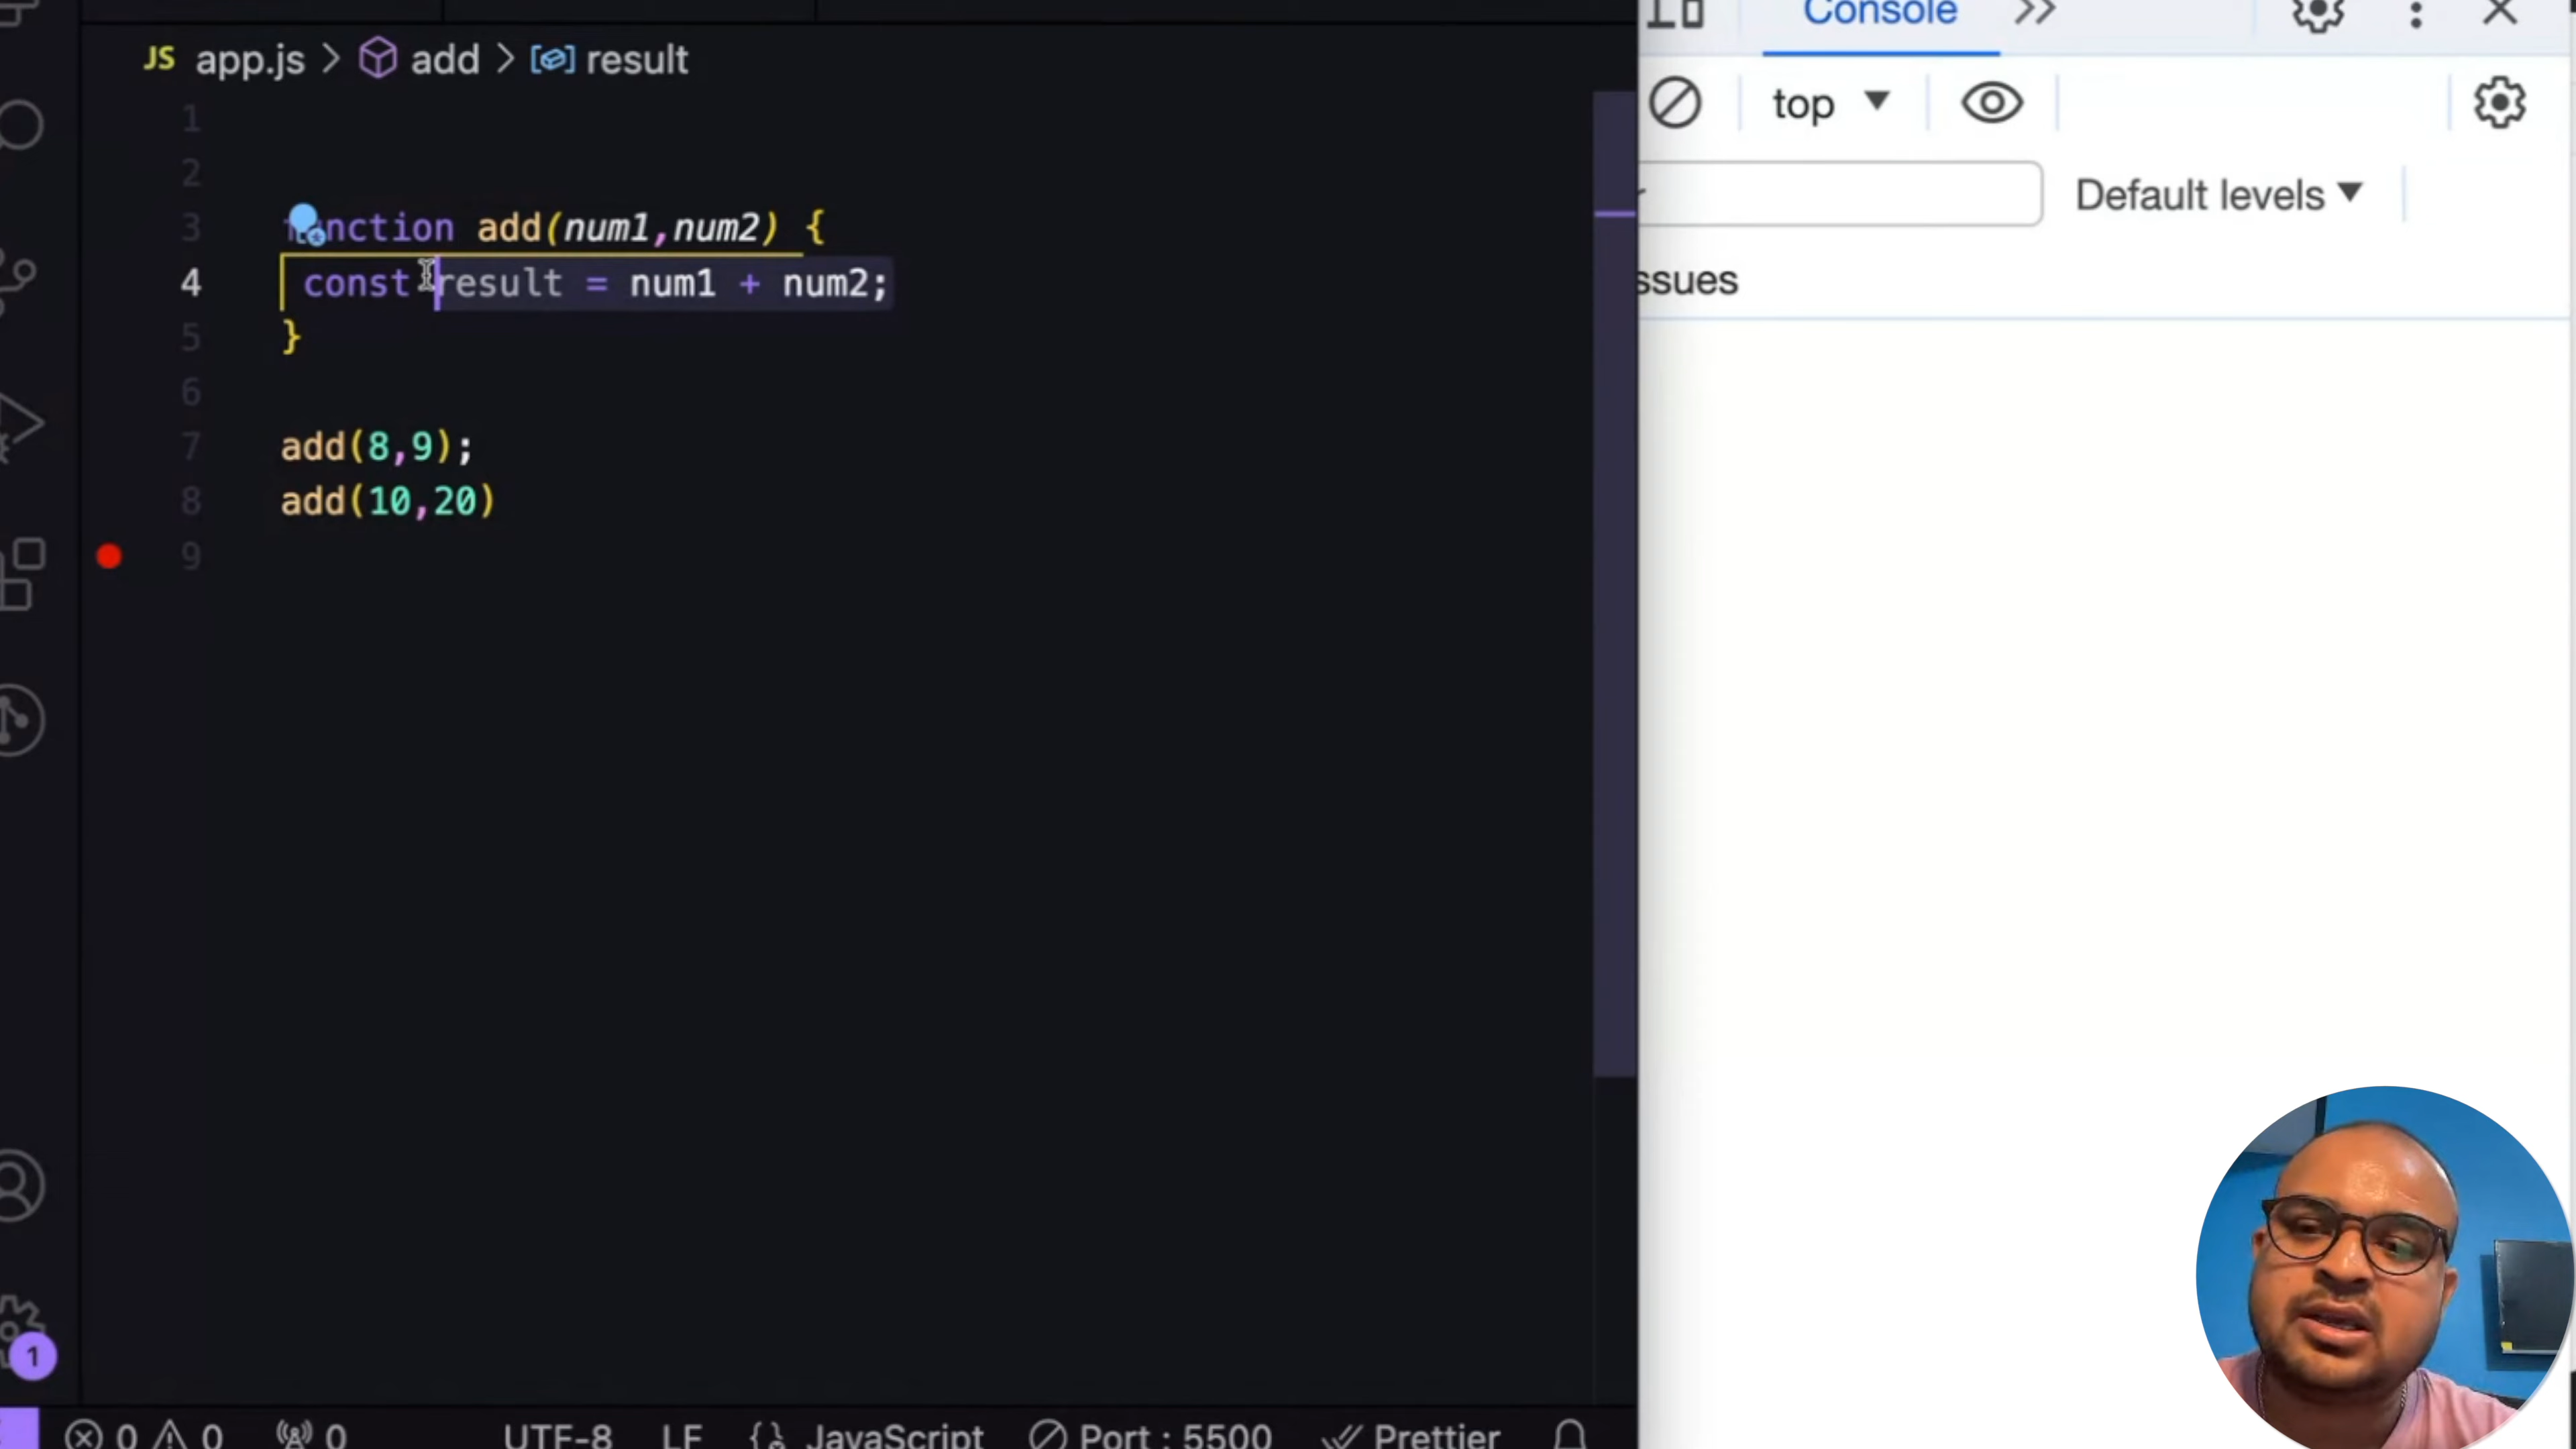 JS app.js > add > result
1
2
3 function add(num1,num2) {
4 const result = num1 + num2;
5 }
6
7 add(8,9);
8 add(10,20)
9
1
0 0 0 UTF-8 LF JavaScript Port : 5500 Prettier
Console
top
Default levels
ssues